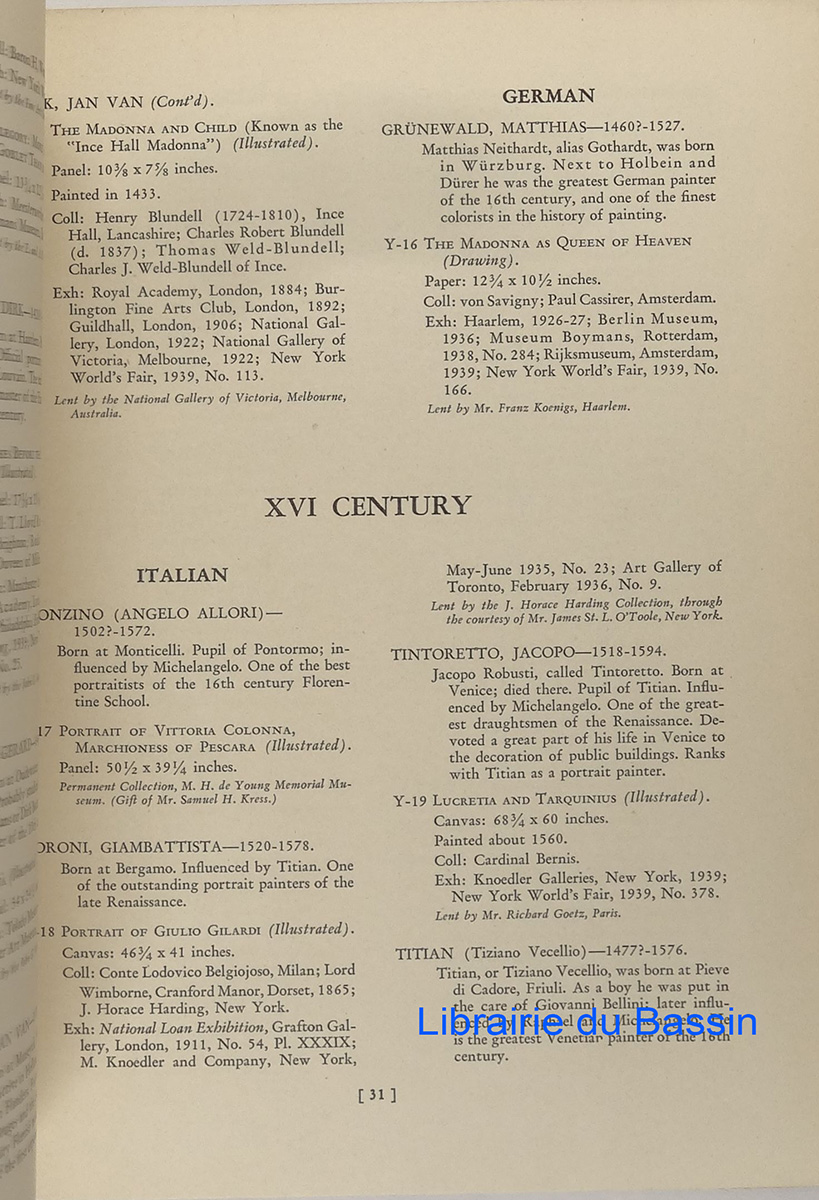 K, JAN VAN (Cont'd).
THE MADONNA AND CHILD (Known as the
"Ince Hall Madonna") (Illustrated).
Panel: 10⅜ x 7⅝ inches.
Painted in 1433.
Coll: Henry Blundell (1724-1810), Ince
Hall, Lancashire; Charles Robert Blundell
(d. 1837); Thomas Weld-Blundell;
Charles J. Weld-Blundell of Ince.
Exh: Royal Academy, London, 1884; Bur-
lington Fine Arts Club, London, 1892;
Guildhall, London, 1906; National Gal-
lery, London, 1922; National Gallery of
Victoria, Melbourne, 1922; New York
World's Fair, 1939, No. 113.
Lent by the National Gallery of Victoria, Melbourne,
Australia.
GERMAN
GRÜNEWALD, MATTHIAS—1460?-1527.
Matthias Neithardt, alias Gothardt, was born
in Würzburg. Next to Holbein and
Dürer he was the greatest German painter
of the 16th century, and one of the finest
colorists in the history of painting.
Y-16 THE MADONNA AS QUEEN OF HEAVEN
(Drawing).
Paper: 12¾ x 10½ inches.
Coll: von Savigny; Paul Cassirer, Amsterdam.
Exh: Haarlem, 1926-27; Berlin Museum,
1936; Museum Boymans, Rotterdam,
1938, No. 284; Rijksmuseum, Amsterdam,
1939; New York World's Fair, 1939, No.
166.
Lent by Mr. Franz Koenigs, Haarlem.
XVI CENTURY
ITALIAN
ONZINO (ANGELO ALLORI)—
1502?-1572.
Born at Monticelli. Pupil of Pontormo; in-
fluenced by Michelangelo. One of the best
portraitists of the 16th century Floren-
tine School.
17 PORTRAIT OF VITTORIA COLONNA,
MARCHIONESS OF PESCARA (Illustrated).
Panel: 50½ x 39¼ inches.
Permanent Collection, M. H. de Young Memorial Mu-
seum. (Gift of Mr. Samuel H. Kress.)
ORONI, GIAMBATTISTA—1520-1578.
Born at Bergamo. Influenced by Titian. One
of the outstanding portrait painters of the
late Renaissance.
-18 PORTRAIT OF GIULIO GILARDI (Illustrated).
Canvas: 46¾ x 41 inches.
Coll: Conte Lodovico Belgiojoso, Milan; Lord
Wimborne, Cranford Manor, Dorset, 1865;
J. Horace Harding, New York.
Exh: National Loan Exhibition, Grafton Gal-
lery, London, 1911, No. 54, Pl. XXXIX;
M. Knoedler and Company, New York,
May-June 1935, No. 23; Art Gallery of
Toronto, February 1936, No. 9.
Lent by the J. Horace Harding Collection, through
the courtesy of Mr. James St. L. O'Toole, New York.
TINTORETTO, JACOPO—1518-1594.
Jacopo Robusti, called Tintoretto. Born at
Venice; died there. Pupil of Titian. Influ-
enced by Michelangelo. One of the great-
est draughtsmen of the Renaissance. De-
voted a great part of his life in Venice to
the decoration of public buildings. Ranks
with Titian as a portrait painter.
Y-19 LUCRETIA AND TARQUINIUS (Illustrated).
Canvas: 68¾ x 60 inches.
Painted about 1560.
Coll: Cardinal Bernis.
Exh: Knoedler Galleries, New York, 1939;
New York World's Fair, 1939, No. 378.
Lent by Mr. Richard Goetz, Paris.
TITIAN (Tiziano Vecellio)—1477?-1576.
Titian, or Tiziano Vecellio, was born at Pieve
di Cadore, Friuli. As a boy he was put in
the care of Giovanni Bellini; later influ-
enced by Raphael and Michelangelo. He
is the greatest Venetian painter of the 16th
century.
Librairie du Bassin
[ 31 ]